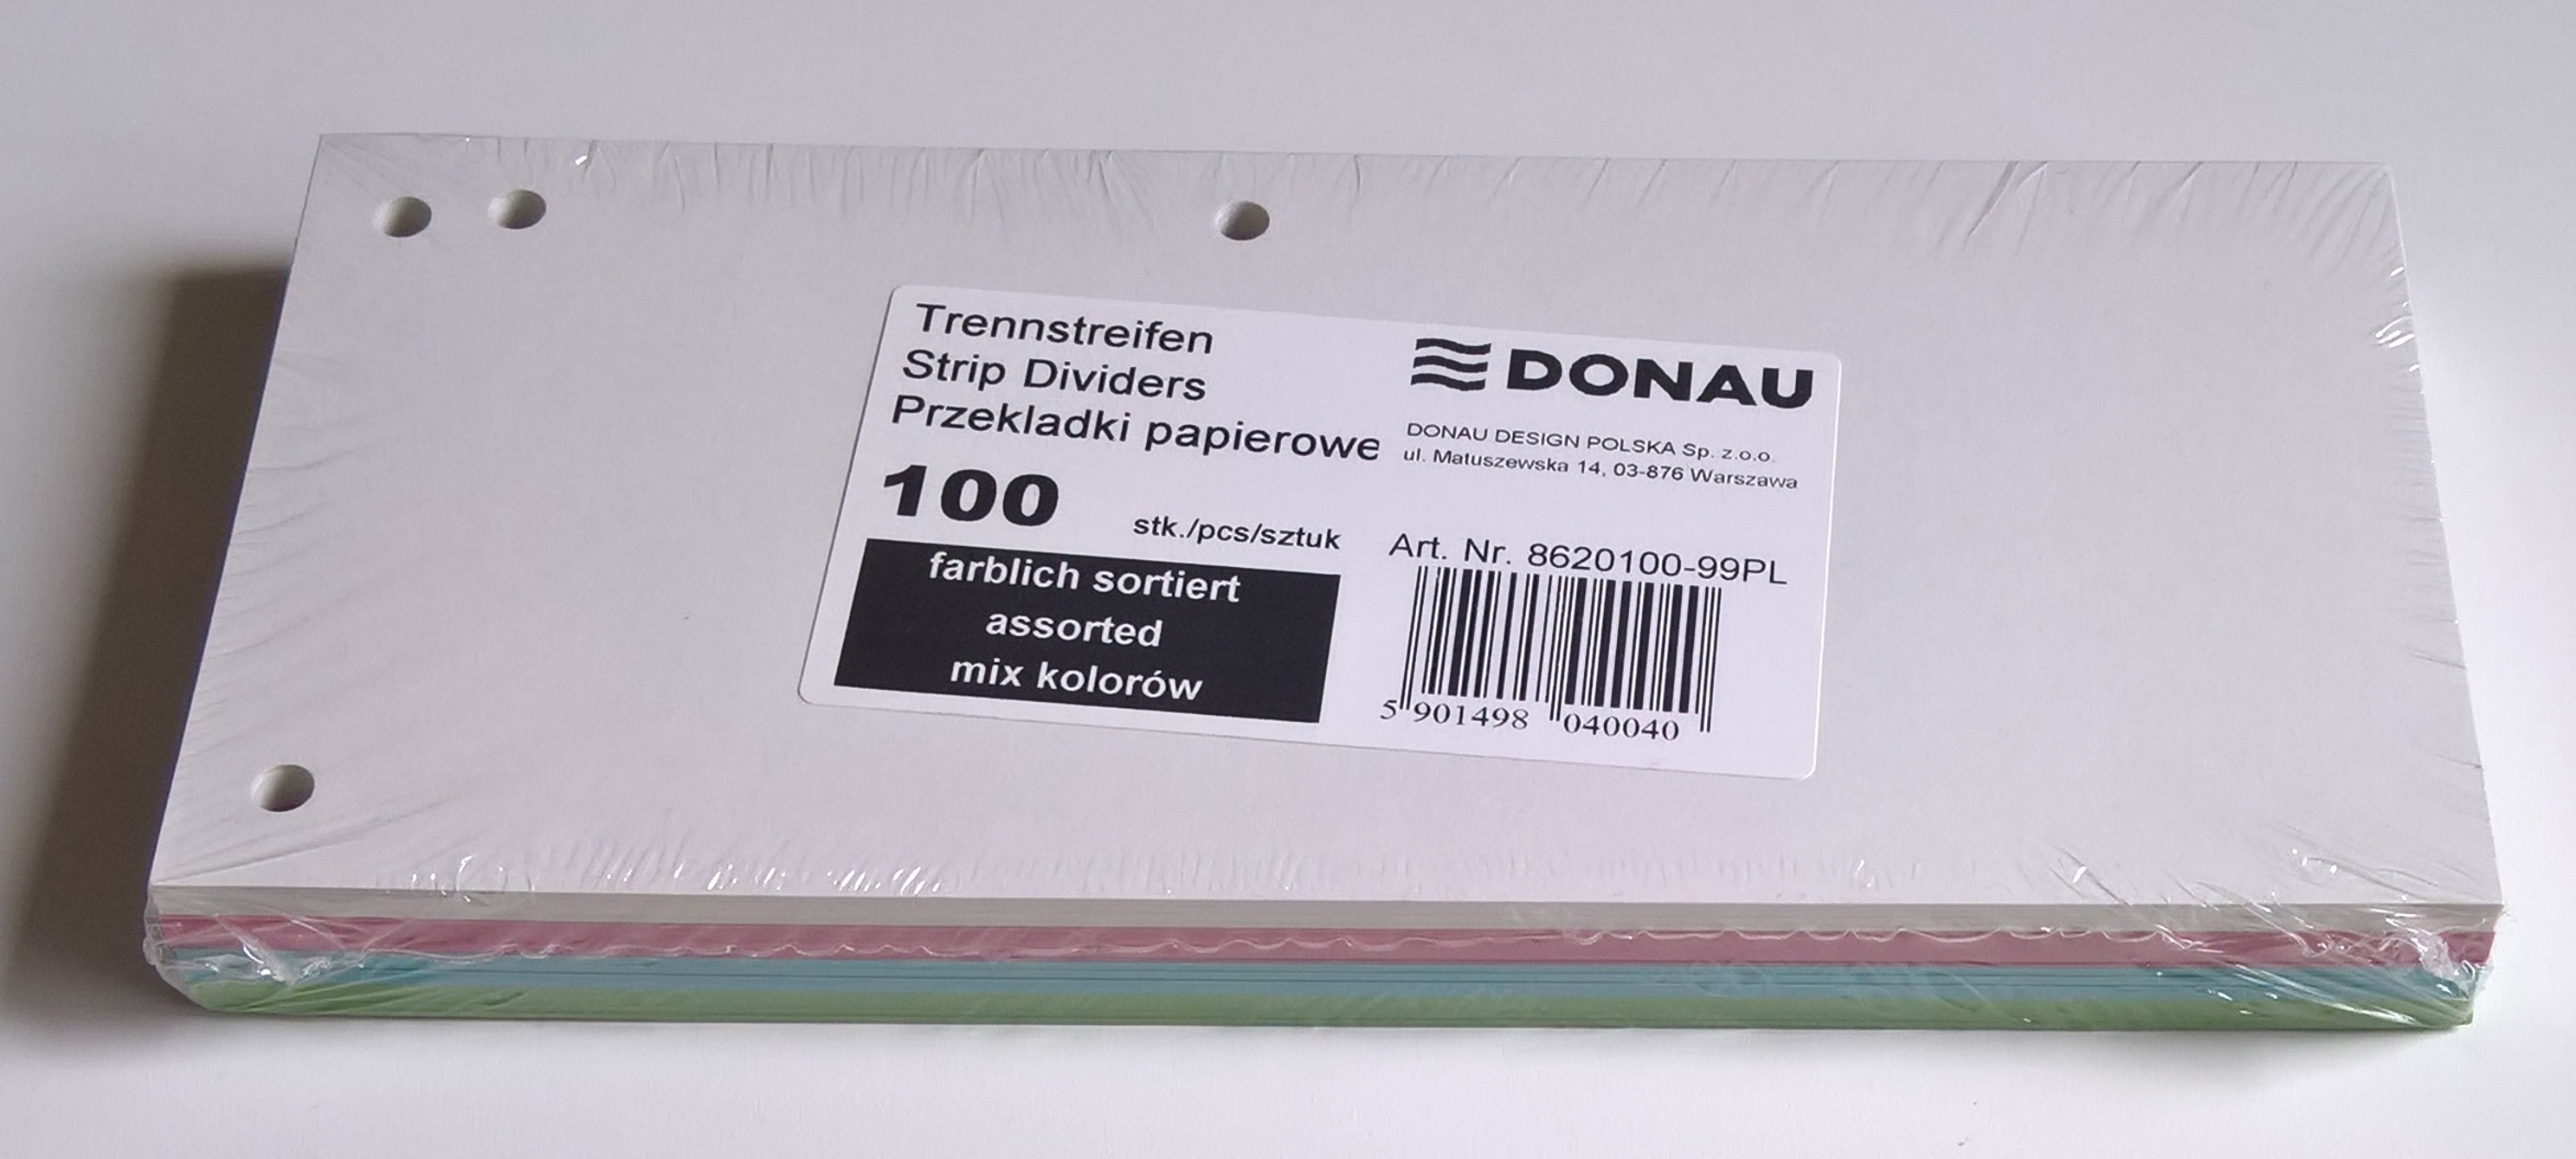 Trennstreifen
Strip Dividers
Przekladki papierowe
100 stk./pcs/sztuk
farblich sortiert
assorted
mix kolorów
DONAU
DONAU DESIGN POLSKA Sp. z.o.o.
ul. Matuszewska 14, 03-876 Warszawa
Art. Nr. 8620100-99PL
5 901498 040040